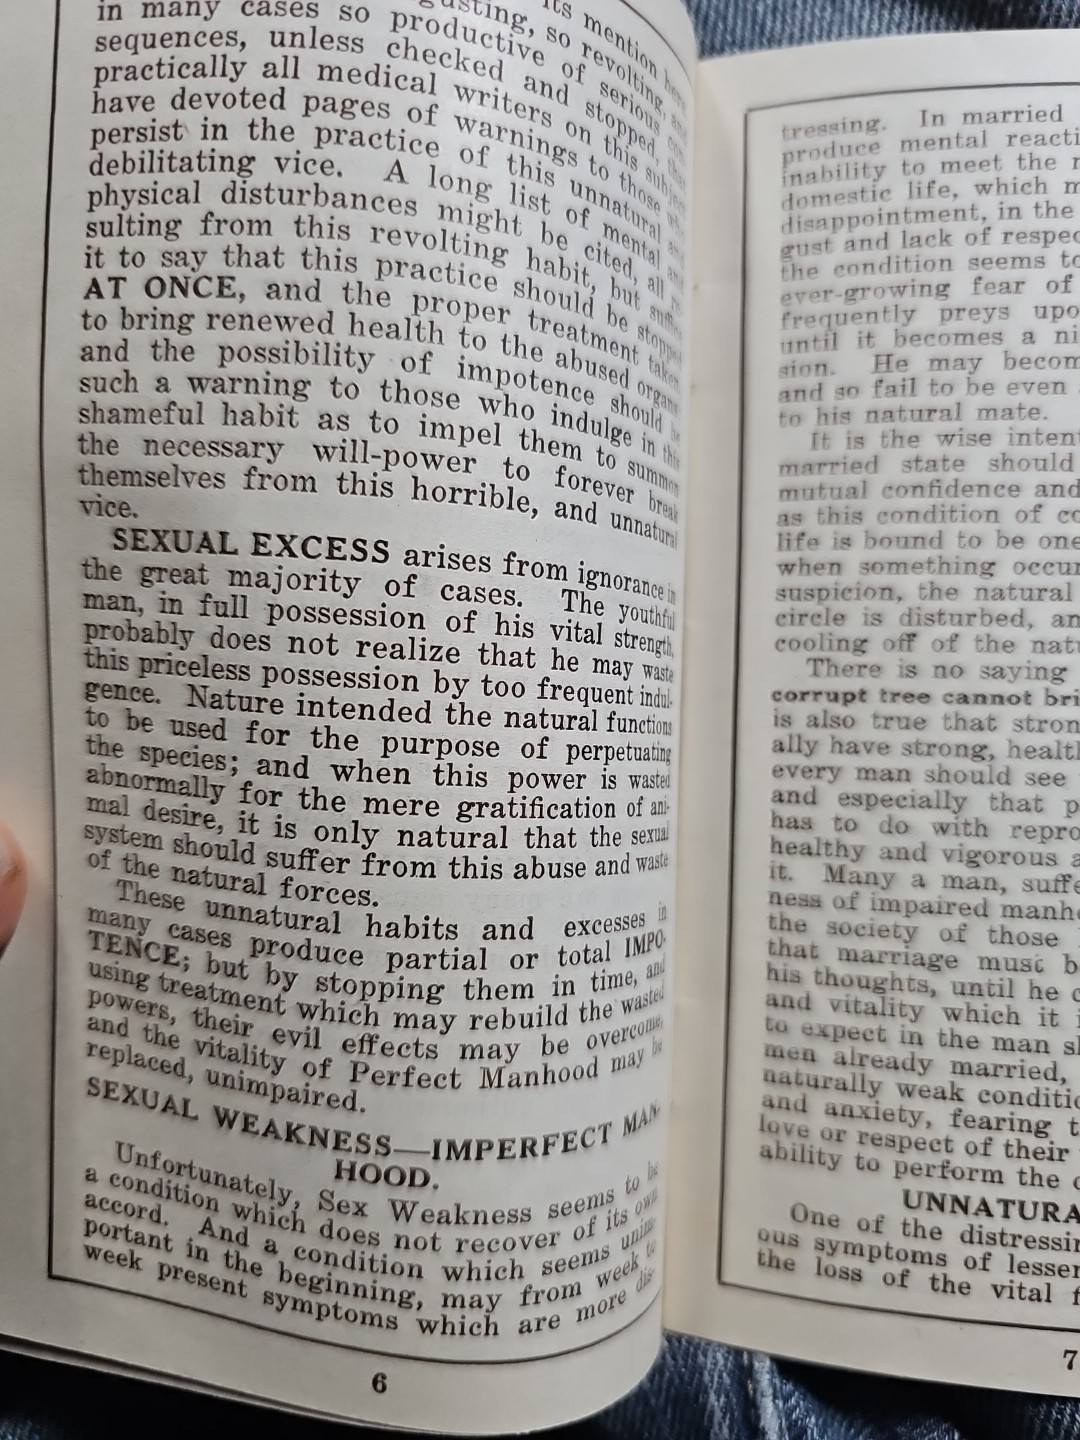 its mention here
sting, so revolting, and
in many cases so productive of serious con-
sequences, unless checked and stopped, that
practically all medical writers on this subject
have devoted pages of warnings to those who
persist in the practice of this unnatural and
debilitating vice. A long list of mental and
physical disturbances might be cited, all re-
sulting from this revolting habit, but suffice
it to say that this practice should be stopped
AT ONCE, and the proper treatment taken
to bring renewed health to the abused organs
and the possibility of impotence should be
such a warning to those who indulge in this
shameful habit as to impel them to summon
the necessary will-power to forever break
themselves from this horrible, and unnatural
vice.
SEXUAL EXCESS arises from ignorance in
the great majority of cases. The youthful
man, in full possession of his vital strength,
probably does not realize that he may waste
this priceless possession by too frequent indul-
gence. Nature intended the natural functions
to be used for the purpose of perpetuating
the species; and when this power is wasted
abnormally for the mere gratification of ani-
mal desire, it is only natural that the sexual
system should suffer from this abuse and waste
of the natural forces.
These unnatural habits and excesses in
many cases produce partial or total IMPO-
TENCE; but by stopping them in time, and
using treatment which may rebuild the wasted
powers, their evil effects may be overcome,
and the vitality of Perfect Manhood may be
replaced, unimpaired.
SEXUAL WEAKNESS—IMPERFECT MAN-
HOOD.
Unfortunately, Sex Weakness seems to be
a condition which does not recover of its own
accord. And a condition which seems unim-
portant in the beginning, may from week to
week present symptoms which are more dis-
6
tressing. In married
produce mental reacti
inability to meet the
domestic life, which m
disappointment, in the
gust and lack of respec
the condition seems to
ever-growing fear of
frequently preys upo
until it becomes a ni
sion. He may becom
and so fail to be even
to his natural mate.
It is the wise intent
married state should
mutual confidence and
as this condition of co
life is bound to be one
when something occur
suspicion, the natural
circle is disturbed, an
cooling off of the natu
There is no saying
corrupt tree cannot bri
is also true that stron
ally have strong, health
every man should see
and especially that p
has to do with repro
healthy and vigorous a
it. Many a man, suffe
ness of impaired manho
the society of those
that marriage must b
his thoughts, until he c
and vitality which it i
to expect in the man sh
men already married,
naturally weak conditio
and anxiety, fearing t
love or respect of their
ability to perform the
UNNATURA
One of the distressin
ous symptoms of lessen
the loss of the vital f
7